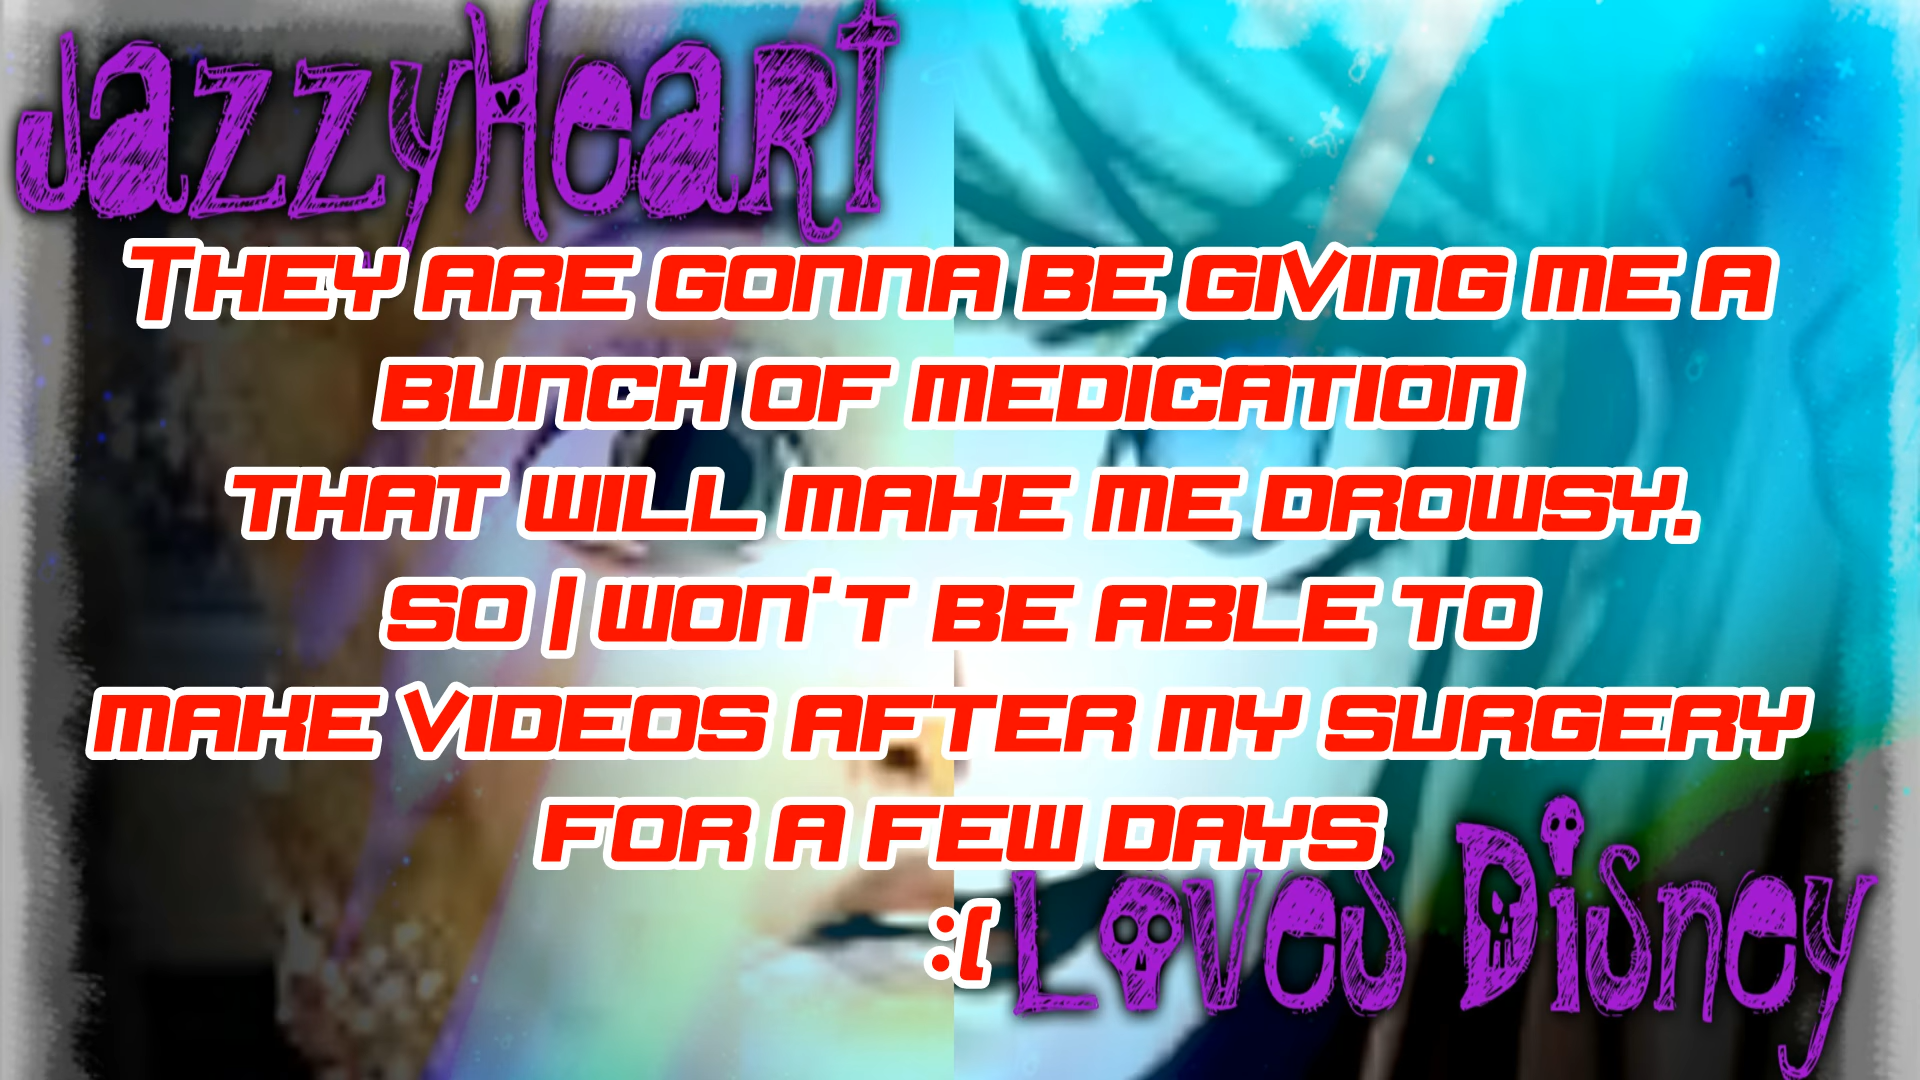 JazzyHeart
They are gonna be giving me a
bunch of medication
that will make me drowsy.
so I won't be able to
make videos after my surgery
for a few days
:(
Loves Disney